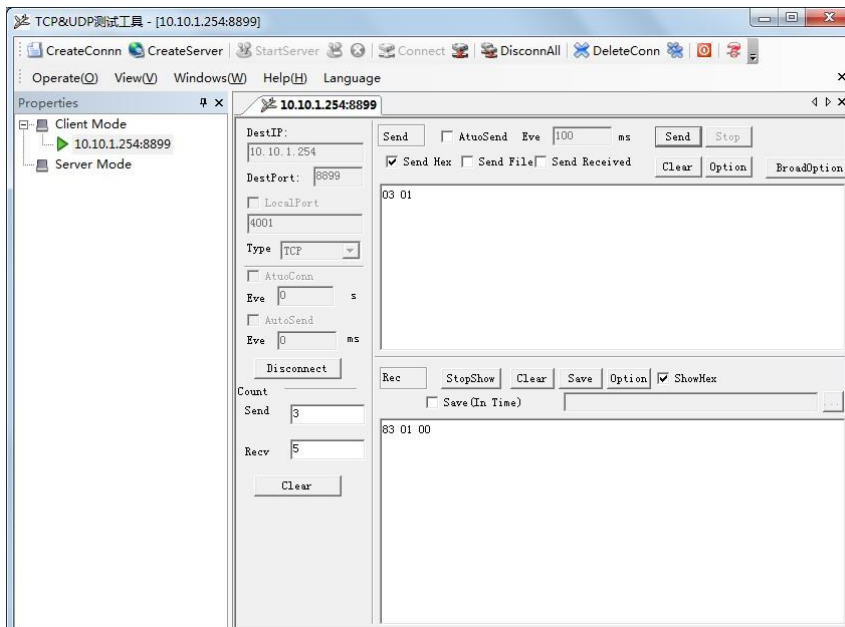 TCP&UDP测试工具 - [10.10.1.254:8899]
CreateConnn CreateServer StartServer Connect DisconnAll DeleteConn
Operate(O) View(V) Windows(W) Help(H) Language
Properties
10.10.1.254:8899
Client Mode
10.10.1.254:8899
Server Mode
DestIP:
10.10.1.254
DestPort: 8899
LocalPort
4001
Type TCP
AtuoConn
Eve 0 s
AutoSend
Eve 0 ms
Disconnect
Count
Send 3
Recv 5
Clear
Send AtuoSend Eve 100 ms Send Stop
Send Hex Send File Send Received Clear Option BroadOption
03 01
Rec StopShow Clear Save Option ShowHex
Save(In Time) ...
83 01 00